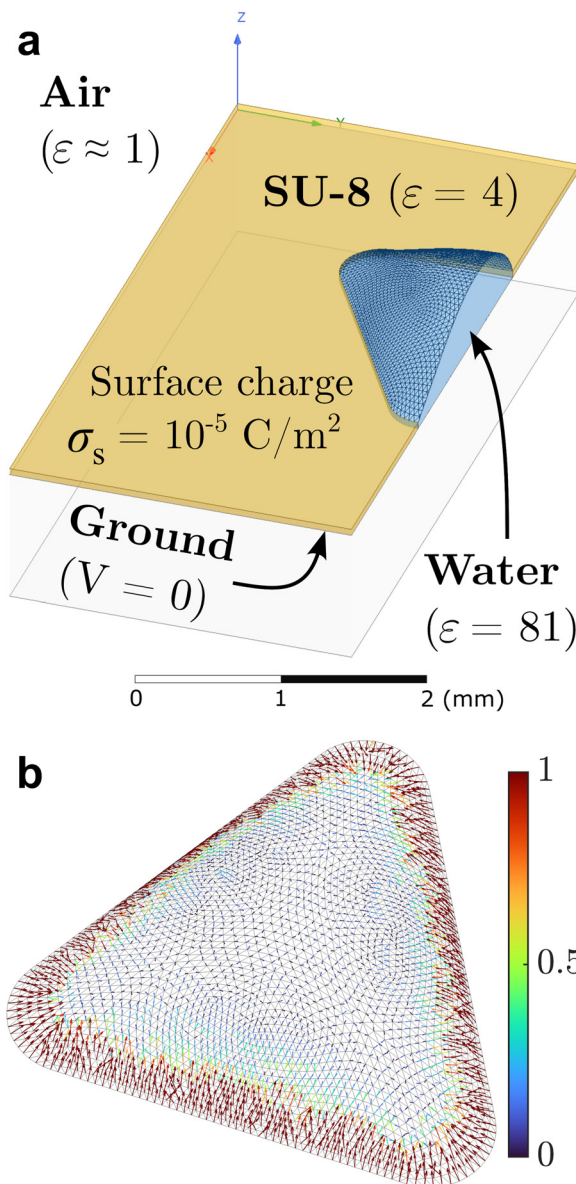 a
z
Air
(ε ≈ 1)
Y
X
SU-8 (ε = 4)
Surface charge
σₛ = 10⁻⁵ C/m²
Ground
(V = 0)
Water
(ε = 81)
0 1 2 (mm)
b
1
0.5
0